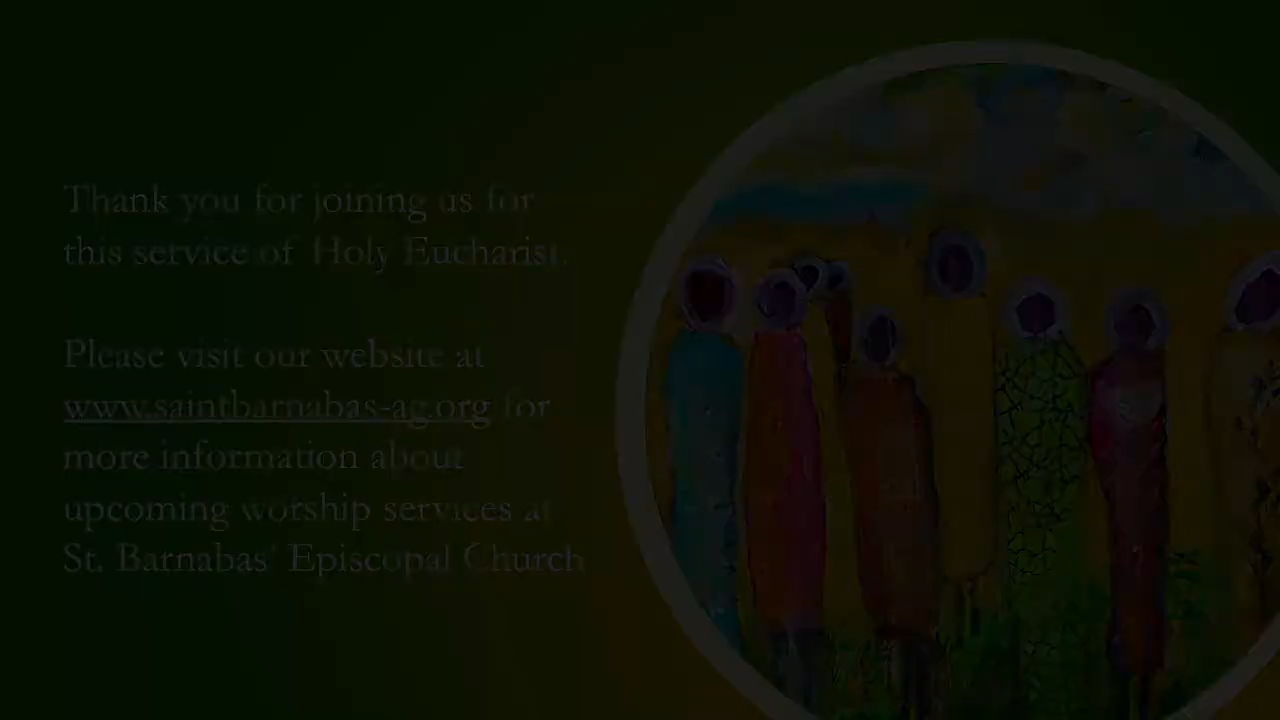 Thank you for joining us for
this service of Holy Eucharist.
Please visit our website at
www.saintbarnabas-ag.org for
more information about
upcoming worship services at
St. Barnabas' Episcopal Church